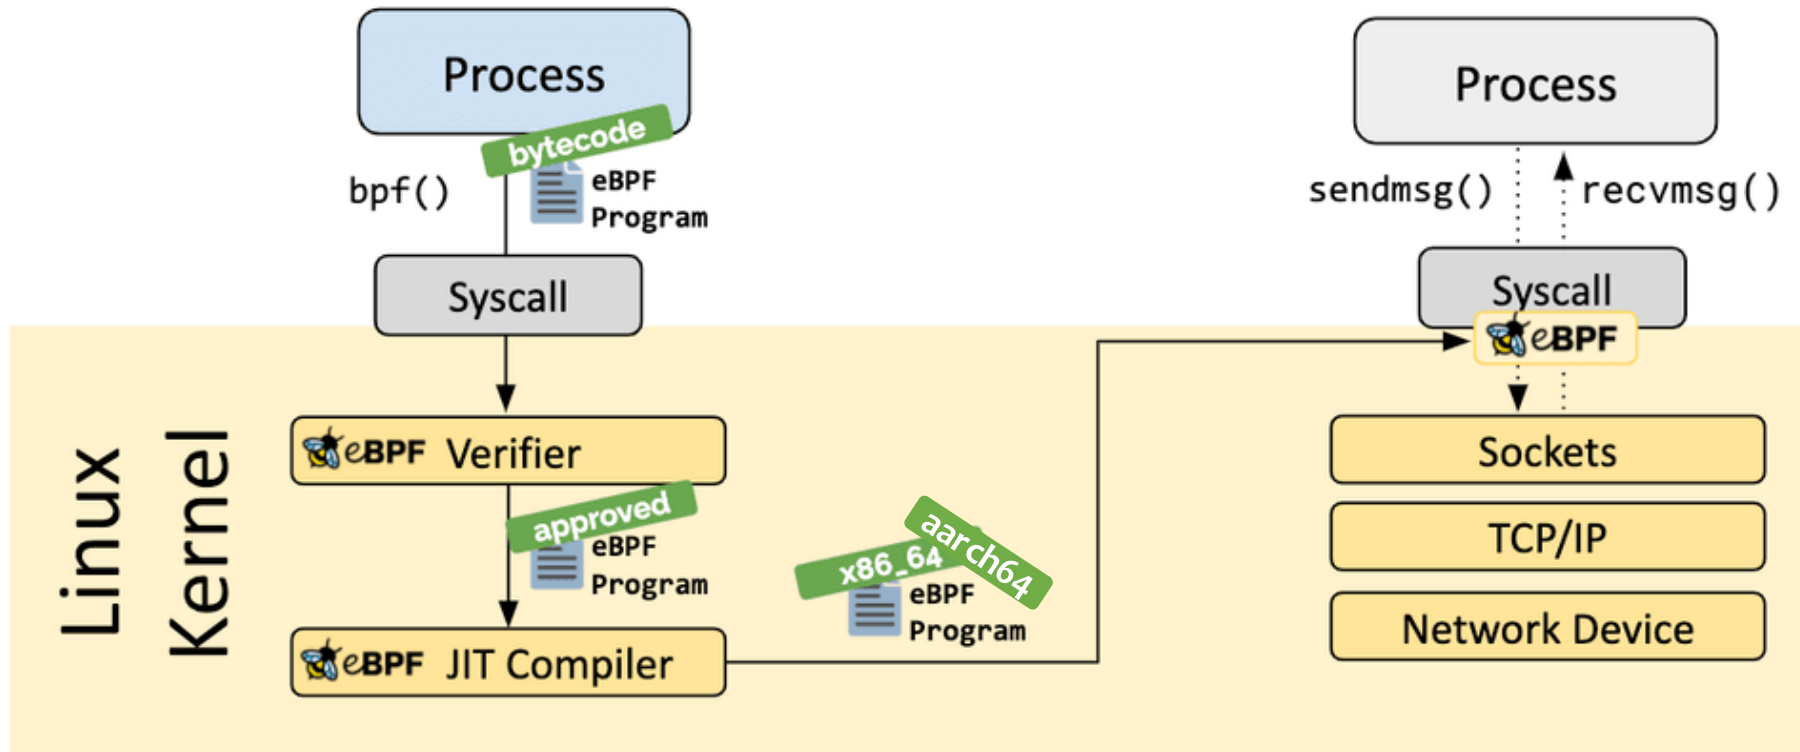 Process
bytecode
bpf()
eBPF
Program
Syscall
Linux
Kernel
eBPF Verifier
approved
eBPF
Program
eBPF JIT Compiler
x86_64
aarch64
eBPF
Program
Process
sendmsg()
recvmsg()
Syscall
eBPF
Sockets
TCP/IP
Network Device